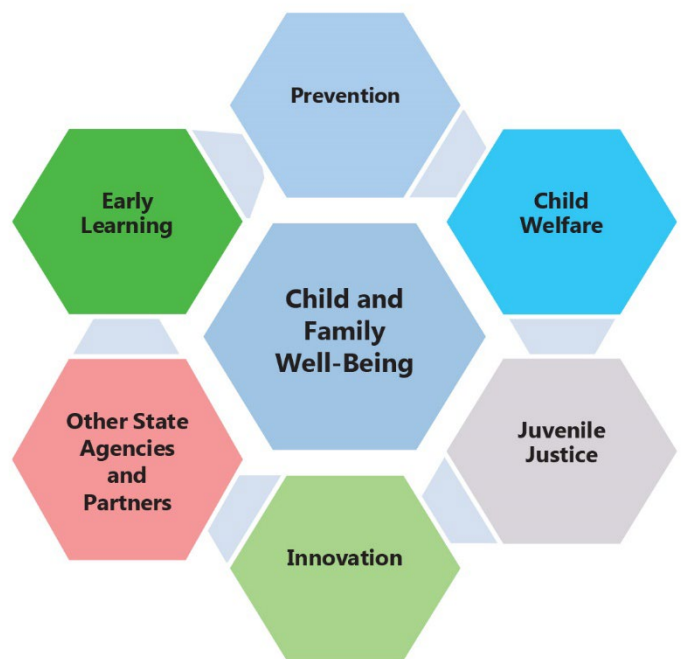 Prevention
Early
Learning
Child
Welfare
Child and
Family
Well-Being
Other State
Agencies
and
Partners
Juvenile
Justice
Innovation